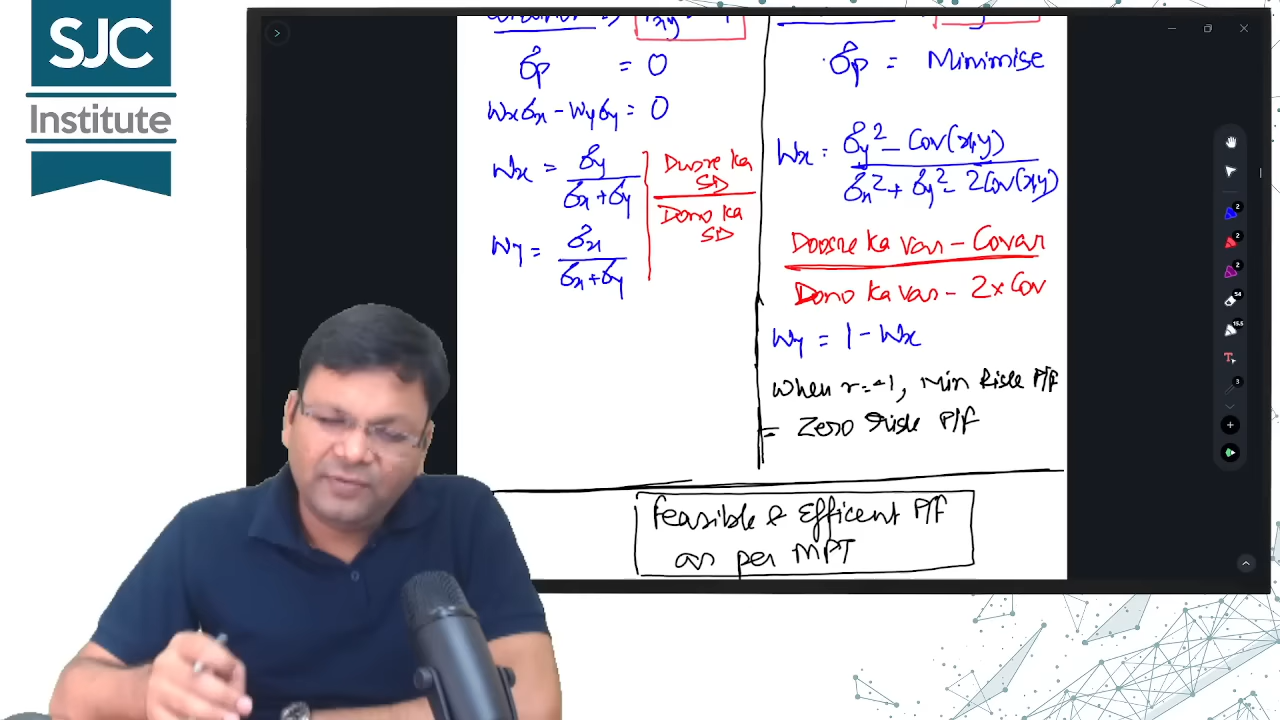 SJC
Institute
σp = 0
Wxσx - Wyσy = 0
Wx = σy / σx+σy
Dusre ka SD
Dono ka SD
Wy = σx / σx+σy
σp = Minimise
Wx = σy² - Cov(x,y) / σx² + σy² - 2Cov(x,y)
Doosre ka var - Covar
Dono ka var - 2 x Cov
Wy = 1 - Wx
When r = -1, Min Risk P/F
= Zero Risk P/F
Feasible & Efficent P/F
as per MPT